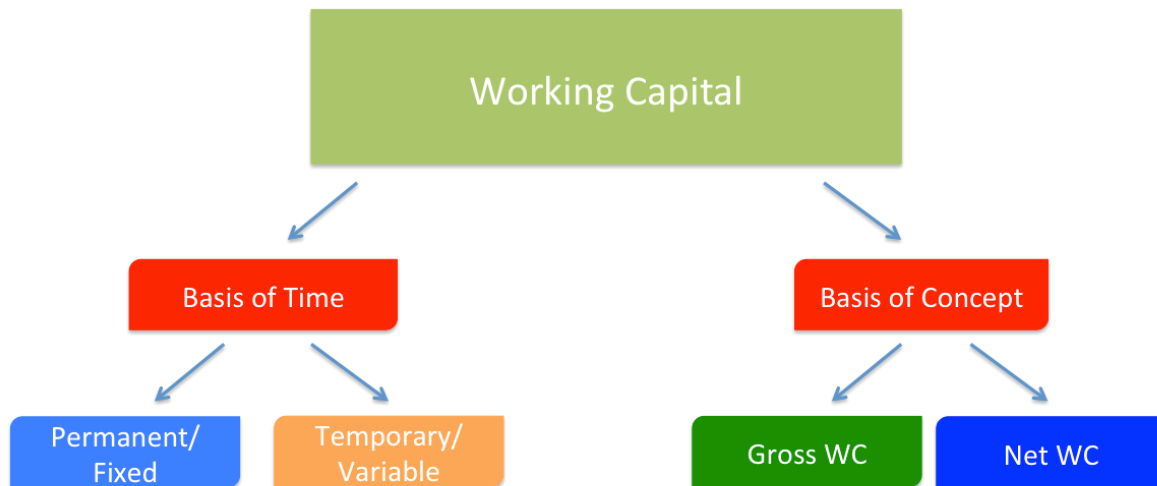 Working Capital
Basis of Time
Basis of Concept
Permanent/
Fixed
Temporary/
Variable
Gross WC
Net WC